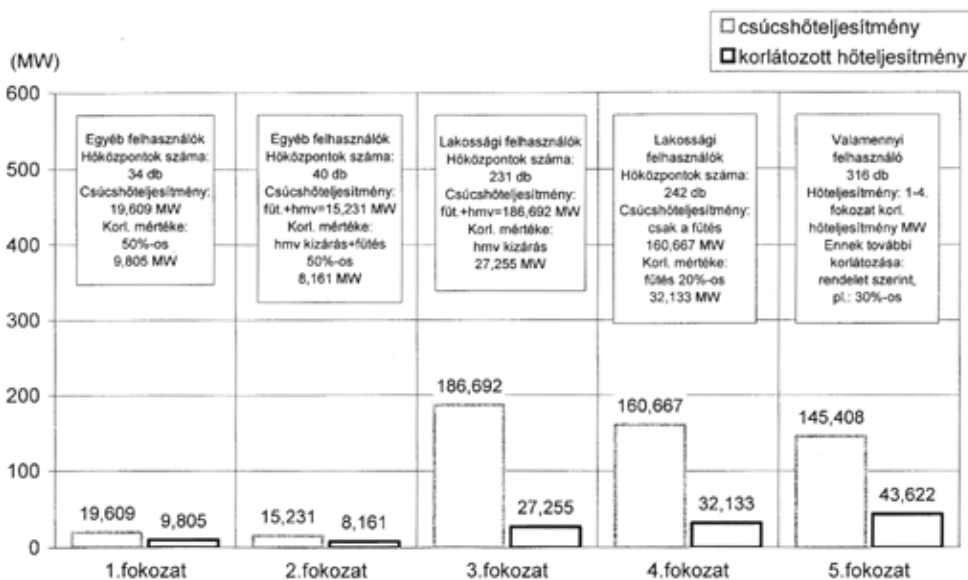 csúcshőteljesítmény
korlátozott hőteljesítmény
(MW)
600
500
400
300
200
100
0
Egyéb felhasználók
Hőközpontok száma:
34 db
Csúcshőteljesítmény:
19,609 MW
Korl. mértéke:
50%-os
9,805 MW
Egyéb felhasználók
Hőközpontok száma:
40 db
Csúcshőteljesítmény:
fűt.+hmv=15,231 MW
Korl. mértéke:
hmv kizárás+fűtés
50%-os
8,161 MW
Lakossági felhasználók
Hőközpontok száma:
231 db
Csúcshőteljesítmény:
fűt.+hmv=186,692 MW
Korl. mértéke:
hmv kizárás
27,255 MW
Lakossági
felhasználók
Hőközpontok száma:
242 db
Csúcshőteljesítmény:
csak a fűtés
160,667 MW
Korl. mértéke:
fűtés 20%-os
32,133 MW
Valamennyi
felhasználó
316 db
Hőteljesítmény: 1-4.
fokozat korl.
hőteljesítmény MW
Ennek további
korlátozása:
rendelet szerint,
pl.: 30%-os
19,609
9,805
15,231
8,161
186,692
27,255
160,667
32,133
145,408
43,622
1.fokozat
2.fokozat
3.fokozat
4.fokozat
5.fokozat